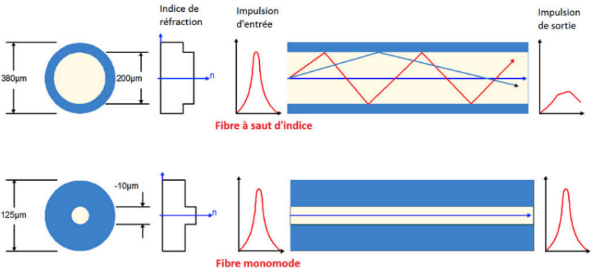 Indice de
réfraction
Impulsion
d'entrée
Impulsion
de sortie
380µm
200µm
n
Fibre à saut d'indice
125µm
-10µm
n
Fibre monomode